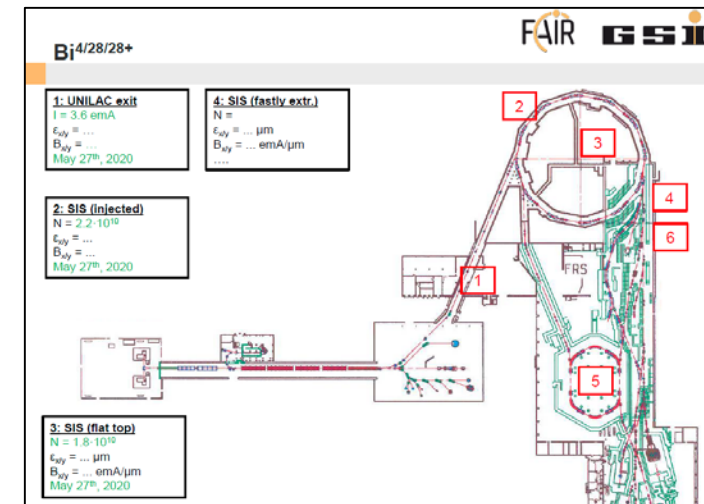 Bi4/28/28+
FAIR GSI
1: UNILAC exit
I = 3.6 emA
εx/y = ...
Bx/y = ...
May 27th, 2020
4: SIS (fastly extr.)
N =
εx/y = ... µm
Bx/y = ... emA/µm
....
2: SIS (injected)
N = 2.2·10¹⁰
εx/y = ...
Bx/y = ...
May 27th, 2020
3: SIS (flat top)
N = 1.8·10¹⁰
εx/y = ... µm
Bx/y = ... emA/µm
May 27th, 2020
2
3
4
6
1
FRS
5